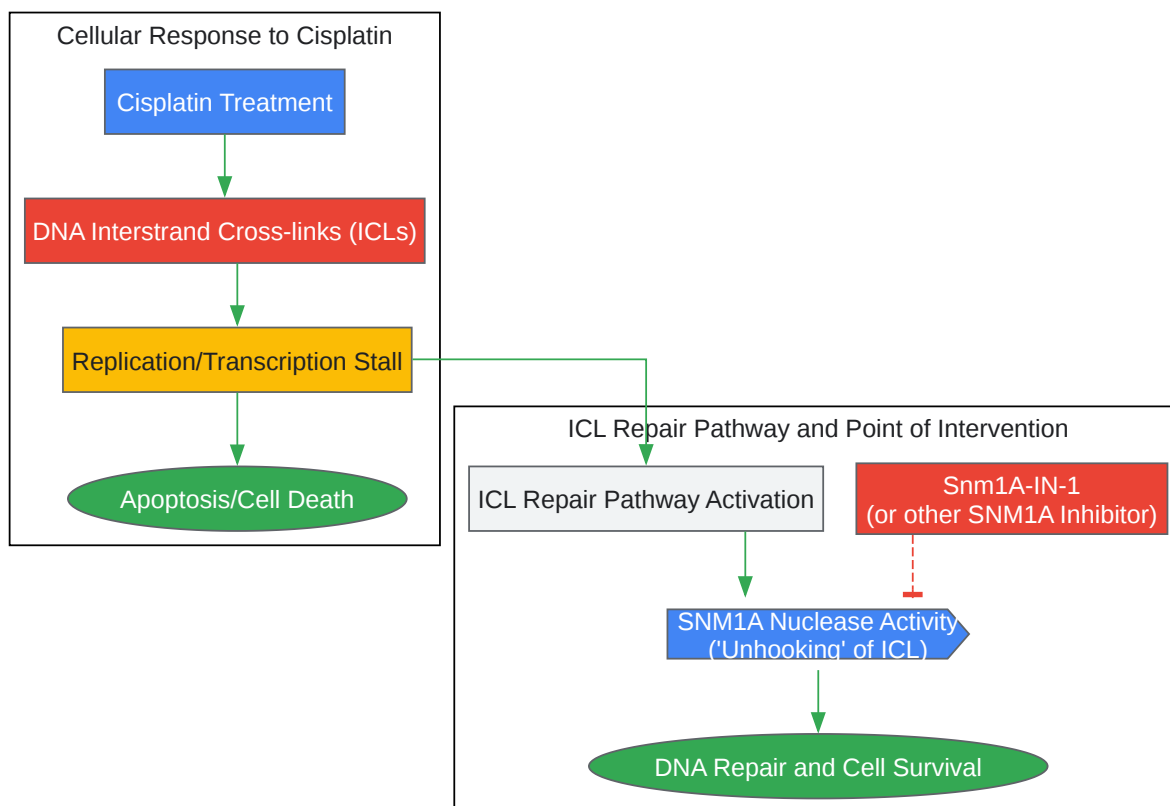 Cellular Response to Cisplatin
Cisplatin Treatment
DNA Interstrand Cross-links (ICLs)
Replication/Transcription Stall
Apoptosis/Cell Death
ICL Repair Pathway and Point of Intervention
ICL Repair Pathway Activation
Snm1A-IN-1
(or other SNM1A Inhibitor)
SNM1A Nuclease Activity
('Unhooking' of ICL)
DNA Repair and Cell Survival